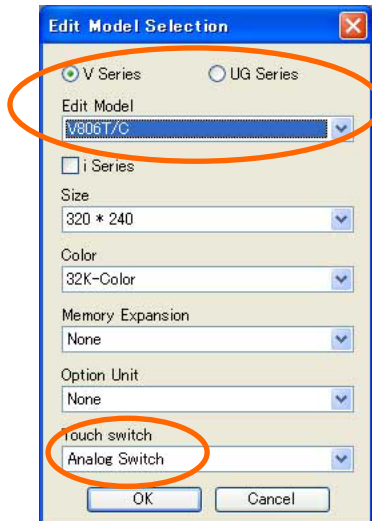 Edit Model Selection
V Series UG Series
Edit Model
V806T/C
i Series
Size
320 * 240
Color
32K-Color
Memory Expansion
None
Option Unit
None
Touch switch
Analog Switch
OK Cancel